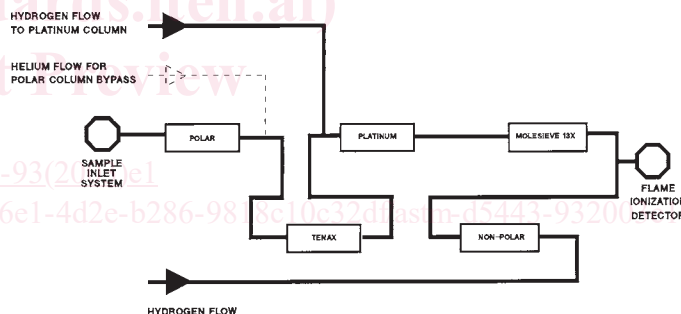 HYDROGEN FLOW
TO PLATINUM COLUMN
HELIUM FLOW FOR
POLAR COLUMN BYPASS
Preview
POLAR
PLATINUM
MOLESIEVE 13X
SAMPLE
INLET
SYSTEM
FLAME
IONIZATION
DETECTOR
TENAX
NON-POLAR
HYDROGEN FLOW